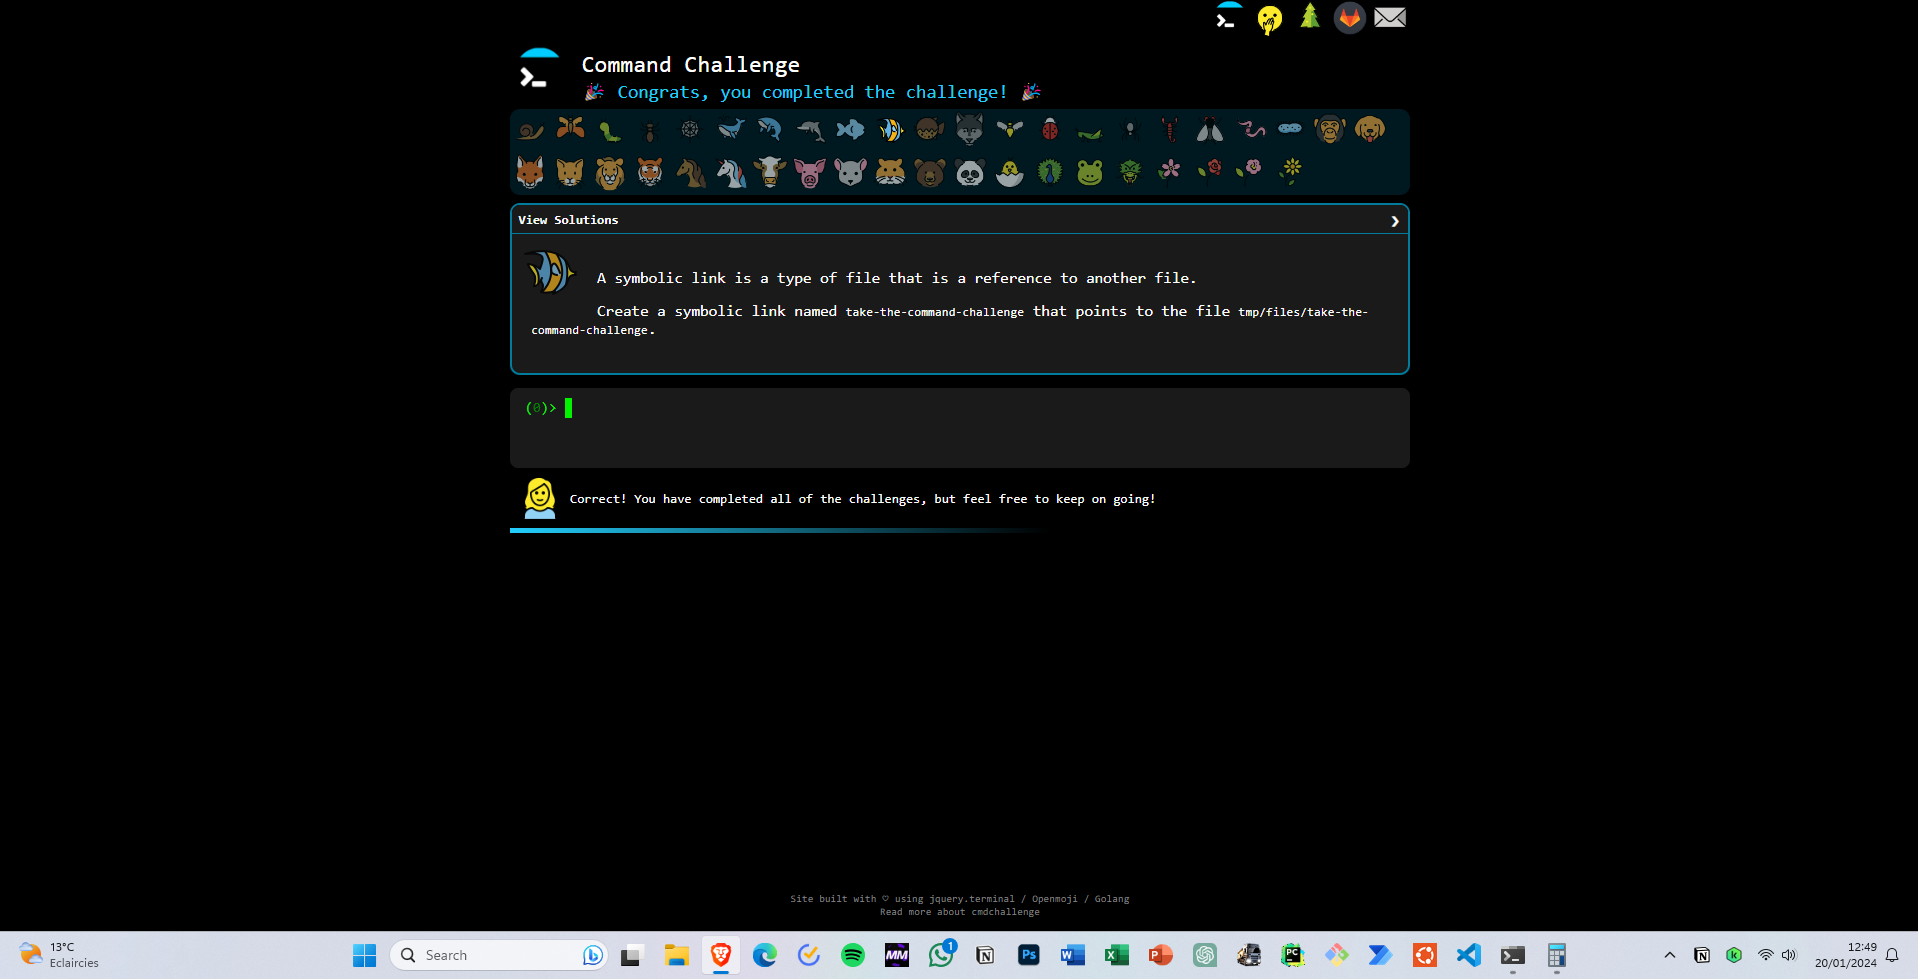 Command Challenge
🎉 Congrats, you completed the challenge! 🎉
View Solutions ❯
A symbolic link is a type of file that is a reference to another file.
Create a symbolic link named take-the-command-challenge that points to the file tmp/files/take-the-
command-challenge.
(0)>
Correct! You have completed all of the challenges, but feel free to keep on going!
Site built with ♡ using jquery.terminal / Openmoji / Golang
Read more about cmdchallenge
13°C
Eclaircies
Search
1
12:49
20/01/2024